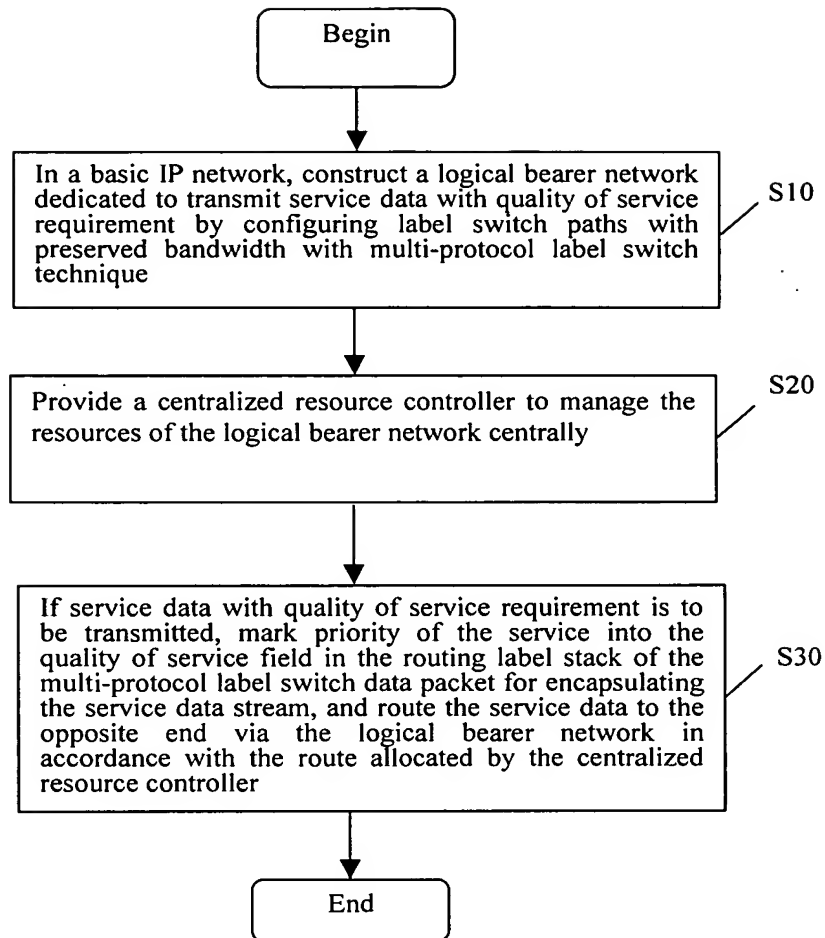 Begin
In a basic IP network, construct a logical bearer network
dedicated to transmit service data with quality of service
requirement by configuring label switch paths with
preserved bandwidth with multi-protocol label switch
technique
S10
Provide a centralized resource controller to manage the
resources of the logical bearer network centrally
S20
If service data with quality of service requirement is to
be transmitted, mark priority of the service into the
quality of service field in the routing label stack of the
multi-protocol label switch data packet for encapsulating
the service data stream, and route the service data to the
opposite end via the logical bearer network in
accordance with the route allocated by the centralized
resource controller
S30
End